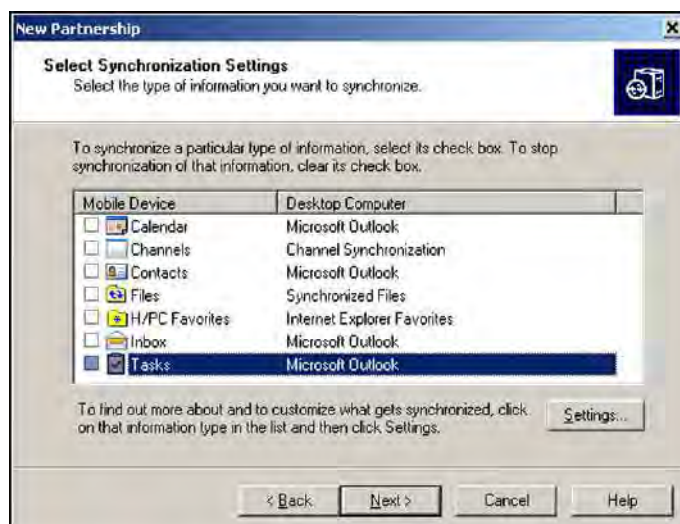 New Partnership
Select Synchronization Settings
Select the type of information you want to synchronize.
To synchronize a particular type of information, select its check box. To stop
synchronization of that information, clear its check box.
Mobile Device Desktop Computer
Calendar Microsoft Outlook
Channels Channel Synchronization
Contacts Microsoft Outlook
Files Synchronized Files
H/PC Favorites Internet Explorer Favorites
Inbox Microsoft Outlook
Tasks Microsoft Outlook
To find out more about and to customize what gets synchronized, click
on that information type in the list and then click Settings.
Settings...
< Back Next > Cancel Help